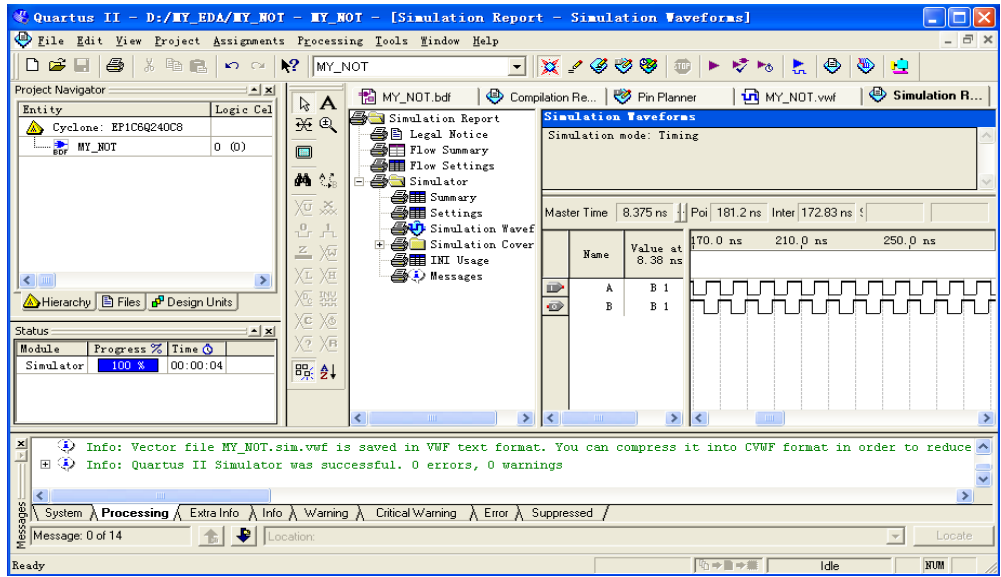 Quartus II - D:/MY_EDA/MY_NOT - MY_NOT - [Simulation Report - Simulation Waveforms]
File Edit View Project Assignments Processing Tools Window Help
MY_NOT
Project Navigator
Entity Logic Cel
Cyclone: EP1C6Q240C8
BDF MY_NOT 0 (0)
Hierarchy Files Design Units
Status
Module Progress % Time
Simulator 100 % 00:00:04
MY_NOT.bdf Compilation Re... Pin Planner MY_NOT.vwf Simulation R...
Simulation Report
Legal Notice
Flow Summary
Flow Settings
Simulator
Summary
Settings
Simulation Wavef
Simulation Cover
INI Usage
Messages
Simulation Waveforms
Simulation mode: Timing
Master Time 8.375 ns Poi 181.2 ns Inter 172.83 ns
Name Value at 8.38 ns 170.0 ns 210.0 ns 250.0 ns
A B 1
B B 1
Info: Vector file MY_NOT.sim.vwf is saved in VWF text format. You can compress it into CVWF format in order to reduce
Info: Quartus II Simulator was successful. 0 errors, 0 warnings
Messages
System Processing Extra Info Info Warning Critical Warning Error Suppressed
Message: 0 of 14 Location: Locate
Ready Idle NUM